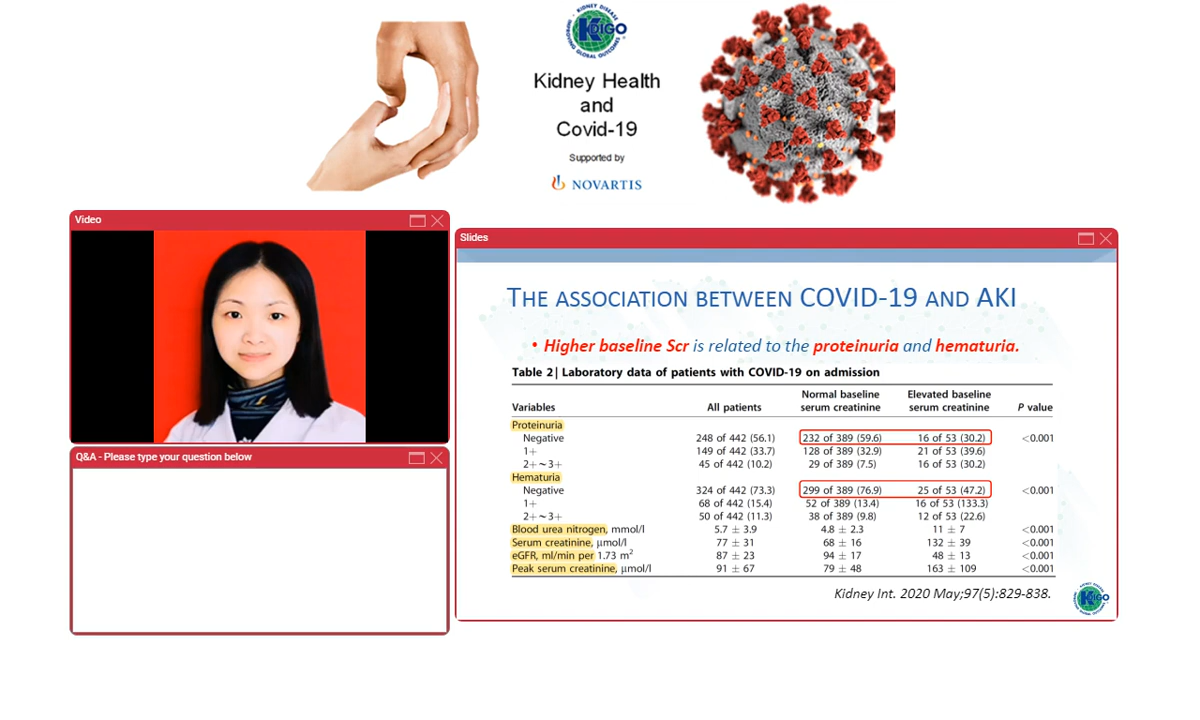 KIDNEY DISEASE
KDIGO
IMPROVING GLOBAL OUTCOMES
Kidney Health
and
Covid-19
Supported by
NOVARTIS
Video
Q&A - Please type your question below
Slides
THE ASSOCIATION BETWEEN COVID-19 AND AKI
• Higher baseline Scr is related to the proteinuria and hematuria.
Table 2 | Laboratory data of patients with COVID-19 on admission
Variables All patients Normal baseline serum creatinine Elevated baseline serum creatinine P value
Proteinuria
Negative 248 of 442 (56.1) 232 of 389 (59.6) 16 of 53 (30.2) <0.001
1+ 149 of 442 (33.7) 128 of 389 (32.9) 21 of 53 (39.6)
2+~3+ 45 of 442 (10.2) 29 of 389 (7.5) 16 of 53 (30.2)
Hematuria
Negative 324 of 442 (73.3) 299 of 389 (76.9) 25 of 53 (47.2) <0.001
1+ 68 of 442 (15.4) 52 of 389 (13.4) 16 of 53 (133.3)
2+~3+ 50 of 442 (11.3) 38 of 389 (9.8) 12 of 53 (22.6)
Blood urea nitrogen, mmol/l 5.7 ± 3.9 4.8 ± 2.3 11 ± 7 <0.001
Serum creatinine, μmol/l 77 ± 31 68 ± 16 132 ± 39 <0.001
eGFR, ml/min per 1.73 m² 87 ± 23 94 ± 17 48 ± 13 <0.001
Peak serum creatinine, μmol/l 91 ± 67 79 ± 48 163 ± 109 <0.001
Kidney Int. 2020 May;97(5):829-838.
KDIGO